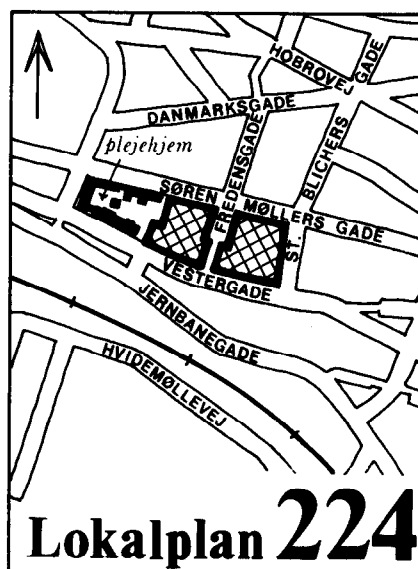 HOBROVEJ
DANMARKSGADE
plejehjem
FREDENSGADE
ST. BLICHERS GADE
SØREN MØLLERS GADE
VESTERGADE
JERNBANEGADE
HVIDEMØLLEVEJ
Lokalplan 224